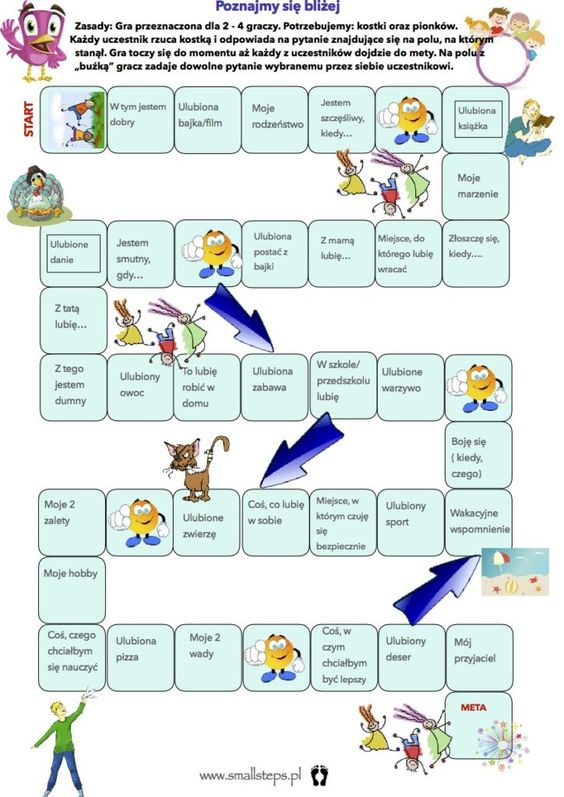 Poznajmy się bliżej
Zasady: Gra przeznaczona dla 2 - 4 graczy. Potrzebujemy: kostki oraz pionków.
Każdy uczestnik rzuca kostką i odpowiada na pytanie znajdujące się na polu, na którym
stanął. Gra toczy się do momentu aż każdy z uczestników dojdzie do mety. Na polu z
„buźką” gracz zadaje dowolne pytanie wybranemu przez siebie uczestnikowi.
START
W tym jestem
dobry
Ulubiona
bajka/film
Moje
rodzeństwo
Jestem
szczęśliwy,
kiedy...
Ulubiona
książka
Moje
marzenie
Złoszczę się,
kiedy....
Miejsce, do
którego lubię
wracać
Z mamą
lubię...
Ulubiona
postać z
bajki
Jestem
smutny,
gdy...
Ulubione
danie
Z tatą
lubię...
Z tego
jestem
dumny
Ulubiony
owoc
To lubię
robić w
domu
Ulubiona
zabawa
W szkole/
przedszkolu
lubię
Ulubione
warzywo
Boję się
( kiedy,
czego)
Wakacyjne
wspomnienie
Ulubiony
sport
Miejsce, w
którym czuję
się
bezpiecznie
Coś, co lubię
w sobie
Ulubione
zwierzę
Moje 2
zalety
Moje hobby
Coś, czego
chciałbym
się nauczyć
Ulubiona
pizza
Moje 2
wady
Coś, w
czym
chciałbym
być lepszy
Ulubiony
deser
Mój
przyjaciel
META
www.smallsteps.pl